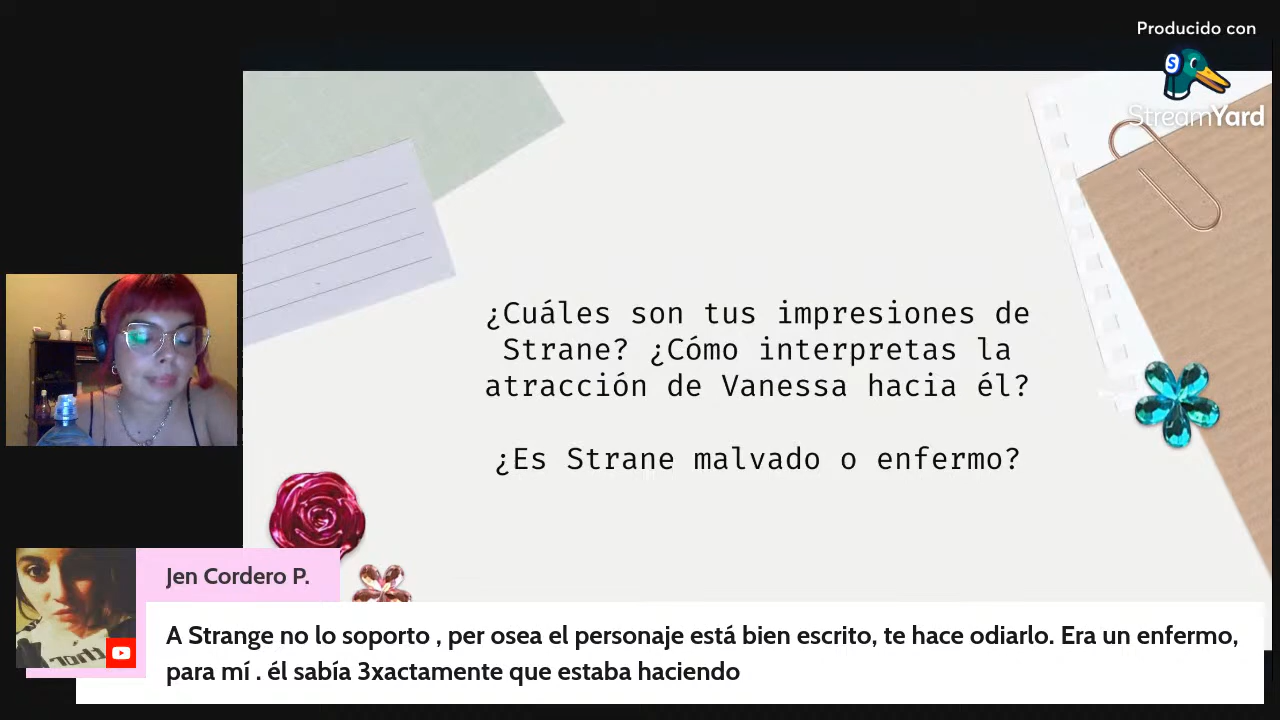 Producido con
StreamYard
¿Cuáles son tus impresiones de
Strane? ¿Cómo interpretas la
atracción de Vanessa hacia él?
¿Es Strane malvado o enfermo?
Jen Cordero P.
A Strange no lo soporto , per osea el personaje está bien escrito, te hace odiarlo. Era un enfermo,
para mí . él sabía 3xactamente que estaba haciendo